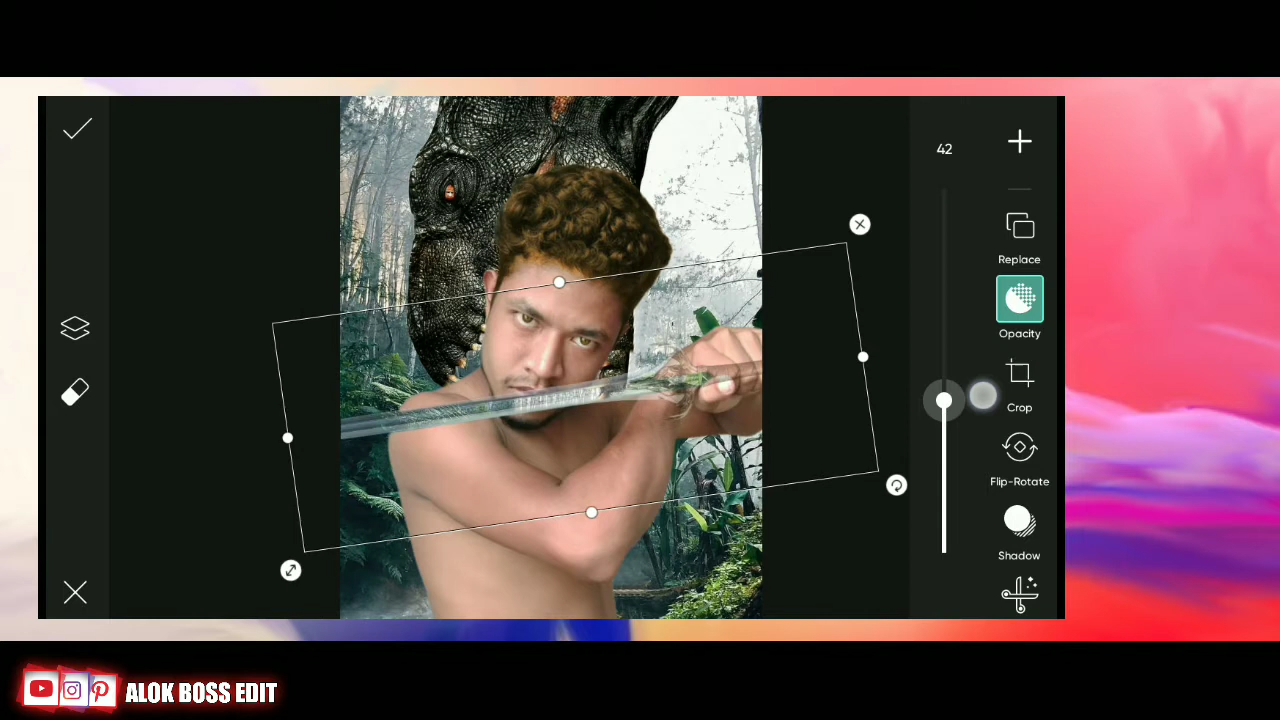 42
Replace
Opacity
Crop
Flip-Rotate
Shadow
ALOK BOSS EDIT